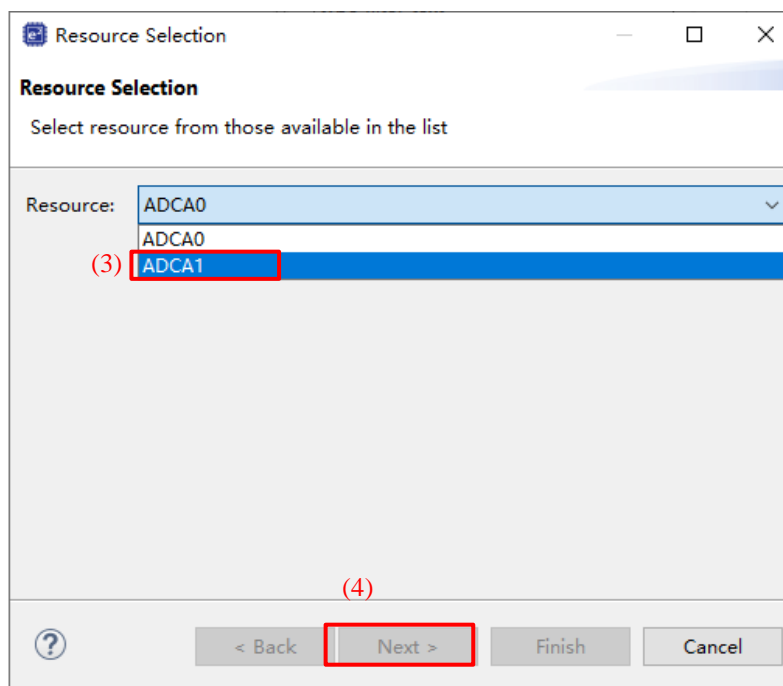 Resource Selection
Resource Selection
Select resource from those available in the list
Resource: ADCA0
ADCA0
(3) ADCA1
(4)
< Back Next > Finish Cancel